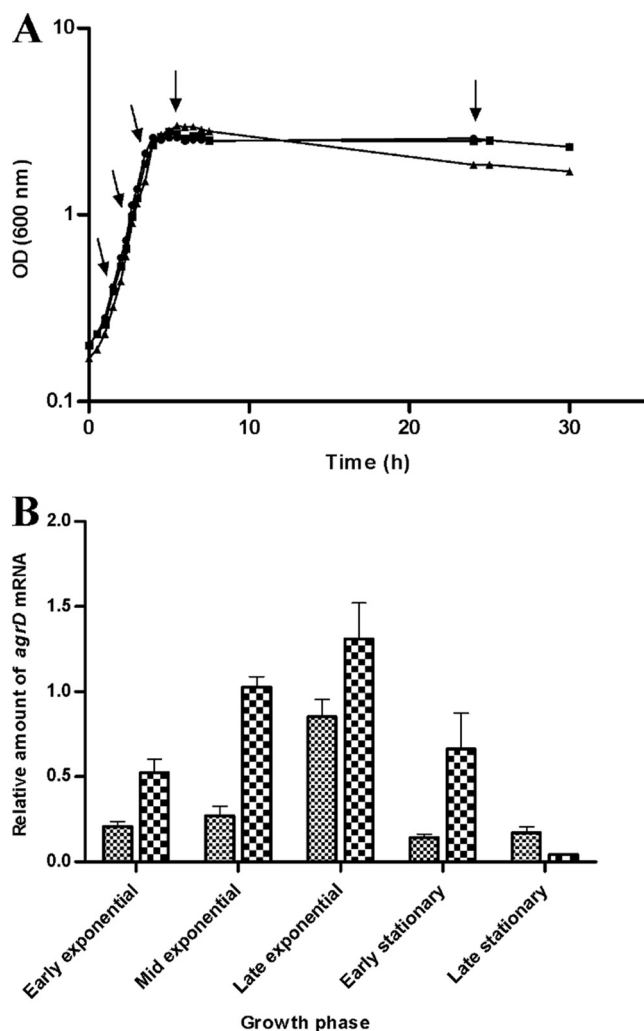 A
10
1
0.1
OD (600 nm)
0
10
20
30
Time (h)
B
2.0
1.5
1.0
0.5
0.0
Relative amount of agrD mRNA
Early exponential
Mid exponential
Late exponential
Early stationary
Late stationary
Growth phase